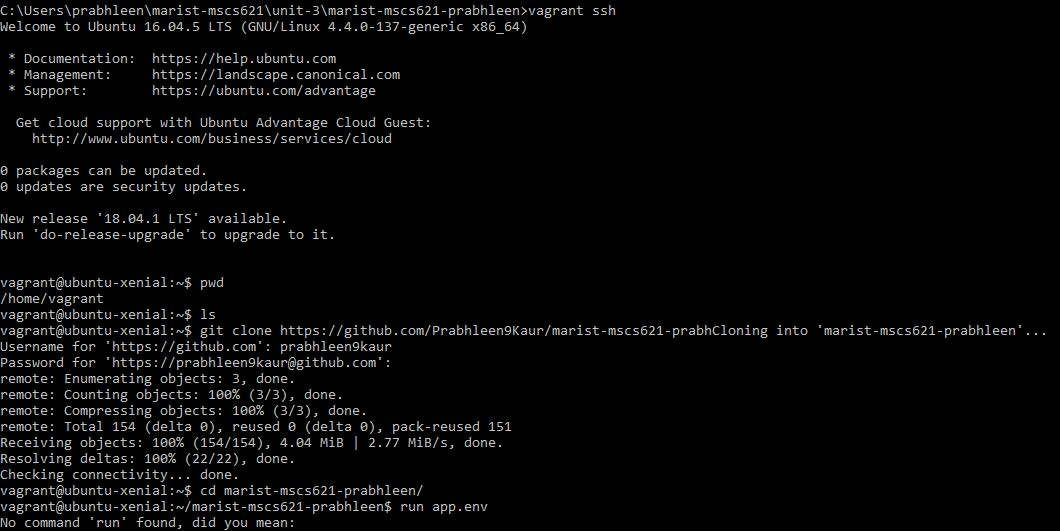 C:\Users\prabhleen\marist-mscs621\unit-3\marist-mscs621-prabhleen>vagrant ssh
Welcome to Ubuntu 16.04.5 LTS (GNU/Linux 4.4.0-137-generic x86_64)
* Documentation:  https://help.ubuntu.com
* Management:     https://landscape.canonical.com
* Support:        https://ubuntu.com/advantage
Get cloud support with Ubuntu Advantage Cloud Guest:
http://www.ubuntu.com/business/services/cloud
0 packages can be updated.
0 updates are security updates.
New release '18.04.1 LTS' available.
Run 'do-release-upgrade' to upgrade to it.
vagrant@ubuntu-xenial:~$ pwd
/home/vagrant
vagrant@ubuntu-xenial:~$ ls
vagrant@ubuntu-xenial:~$ git clone https://github.com/Prabhleen9Kaur/marist-mscs621-prabhCloning into 'marist-mscs621-prabhleen'...
Username for 'https://github.com': prabhleen9kaur
Password for 'https://prabhleen9kaur@github.com':
remote: Enumerating objects: 3, done.
remote: Counting objects: 100% (3/3), done.
remote: Compressing objects: 100% (3/3), done.
remote: Total 154 (delta 0), reused 0 (delta 0), pack-reused 151
Receiving objects: 100% (154/154), 4.04 MiB | 2.77 MiB/s, done.
Resolving deltas: 100% (22/22), done.
Checking connectivity... done.
vagrant@ubuntu-xenial:~$ cd marist-mscs621-prabhleen/
vagrant@ubuntu-xenial:~/marist-mscs621-prabhleen$ run app.env
No command 'run' found, did you mean: